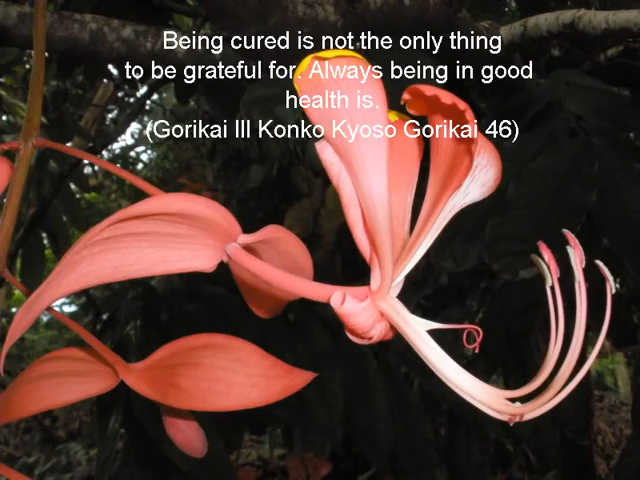 Being cured is not the only thing
to be grateful for. Always being in good
health is.
(Gorikai III Konko Kyoso Gorikai 46)